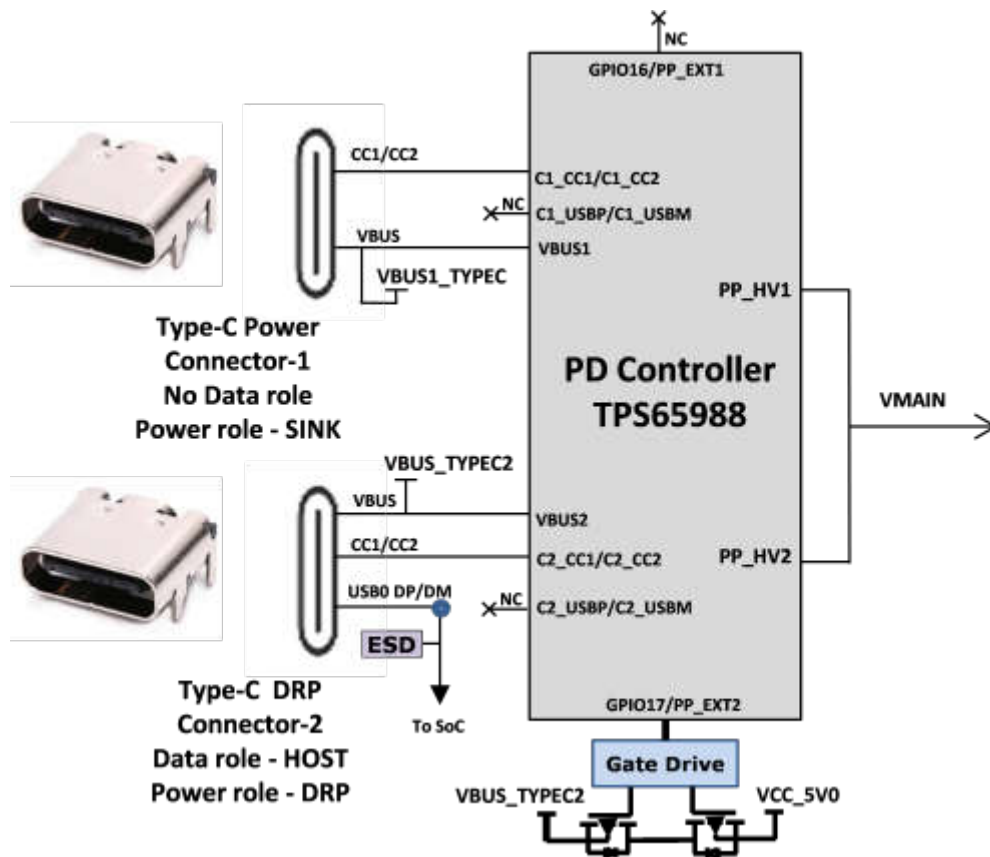 NC
GPIO16/PP_EXT1
CC1/CC2
C1_CC1/C1_CC2
NC
C1_USBP/C1_USBM
VBUS
VBUS1
VBUS1_TYPEC
PP_HV1
Type-C Power
Connector-1
No Data role
Power role - SINK
PD Controller
TPS65988
VMAIN
VBUS_TYPEC2
VBUS
VBUS2
CC1/CC2
C2_CC1/C2_CC2
PP_HV2
USB0 DP/DM
NC
C2_USBP/C2_USBM
ESD
To SoC
Type-C DRP
Connector-2
Data role - HOST
Power role - DRP
GPIO17/PP_EXT2
Gate Drive
VBUS_TYPEC2
VCC_5V0